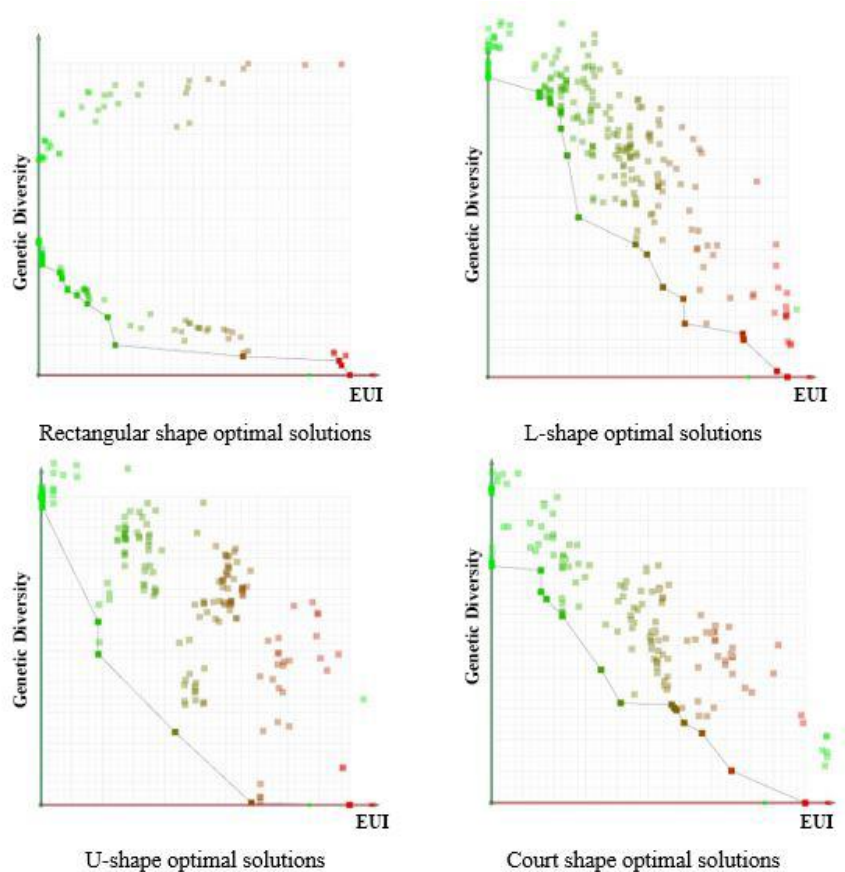 Genetic Diversity
EUI
Rectangular shape optimal solutions
Genetic Diversity
EUI
L-shape optimal solutions
Genetic Diversity
EUI
U-shape optimal solutions
Genetic Diversity
EUI
Court shape optimal solutions